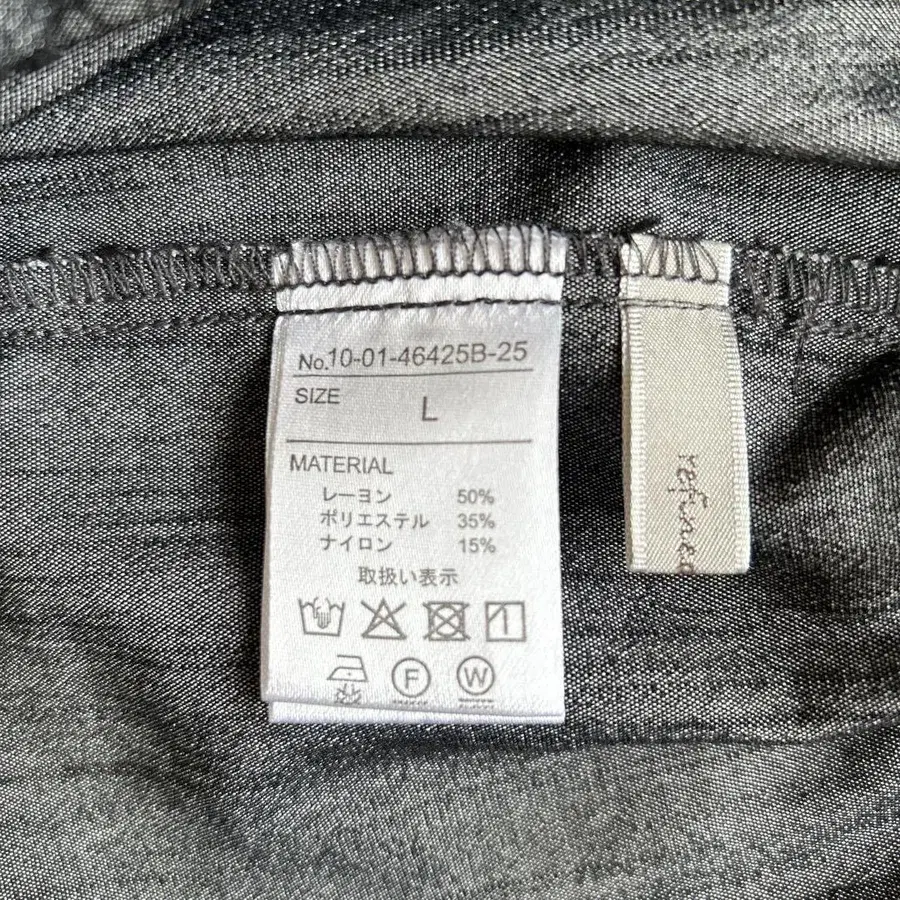 No.10-01-46425B-25
SIZE
L
MATERIAL
レーヨン 50%
ポリエステル 35%
ナイロン 15%
取扱い表示
F
W